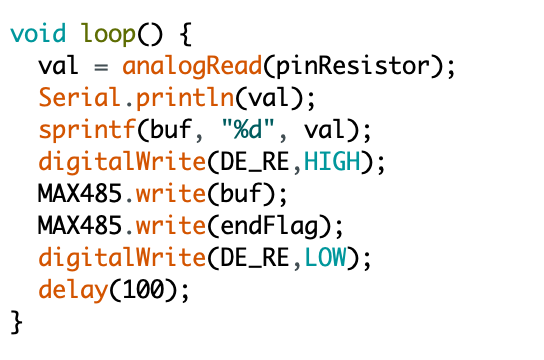 void loop() {
  val = analogRead(pinResistor);
  Serial.println(val);
  sprintf(buf, "%d", val);
  digitalWrite(DE_RE,HIGH);
  MAX485.write(buf);
  MAX485.write(endFlag);
  digitalWrite(DE_RE,LOW);
  delay(100);
}